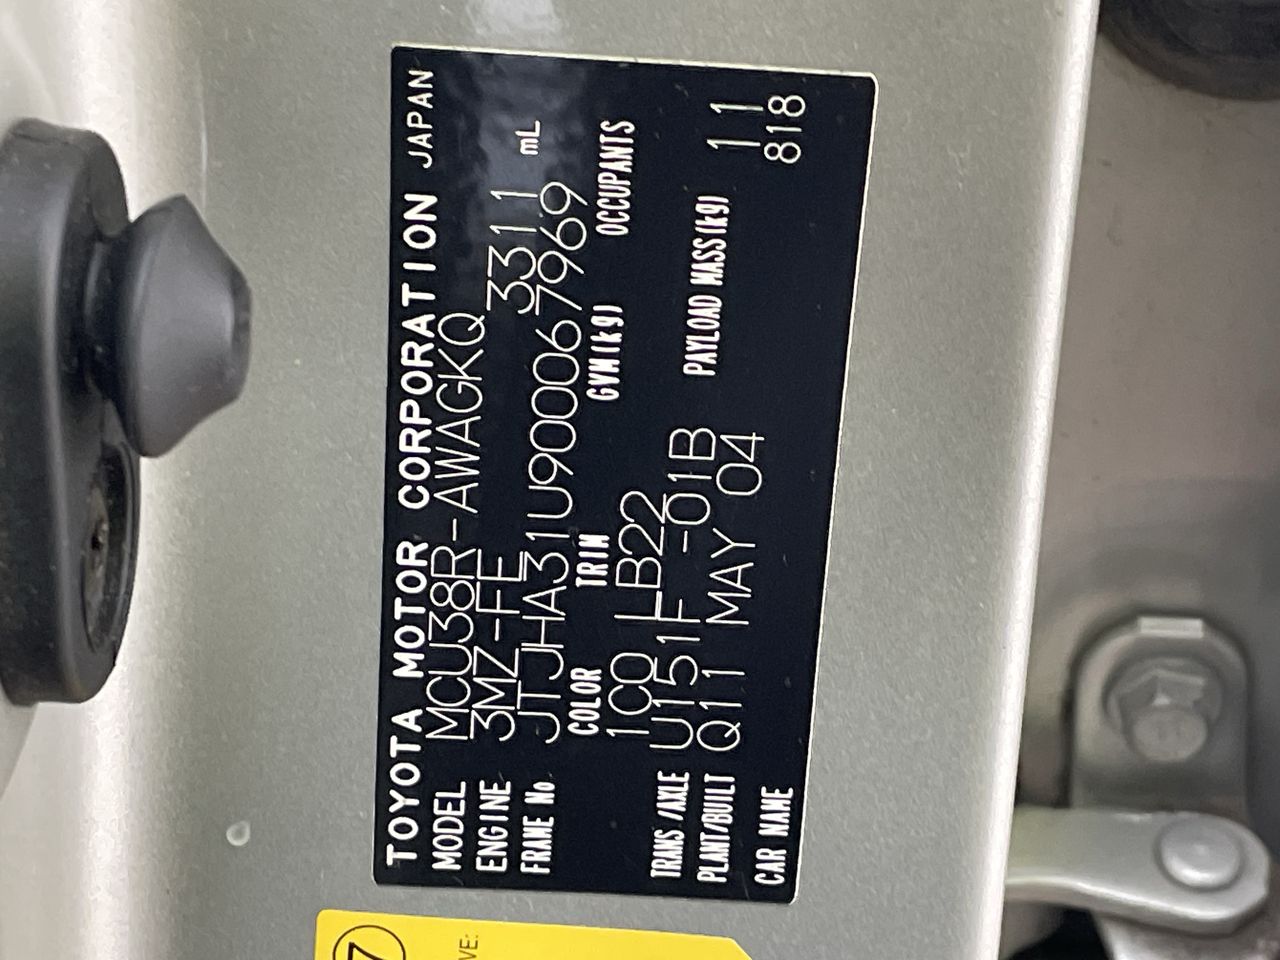 TOYOTA MOTOR CORPORATION JAPAN
MODEL MCU38R-AWAGKQ
ENGINE 3MZ-FE 3311 mL
FRAME No JTJHA31U900067969
COLOR TRIM GVM(kg) OCCUPANTS
1C0 LB22
TRANS/AXLE U151F -01B PAYLOAD MASS(kg) 11
PLANT/BUILT Q11 MAY 04 818
CAR NAME
7
VE: